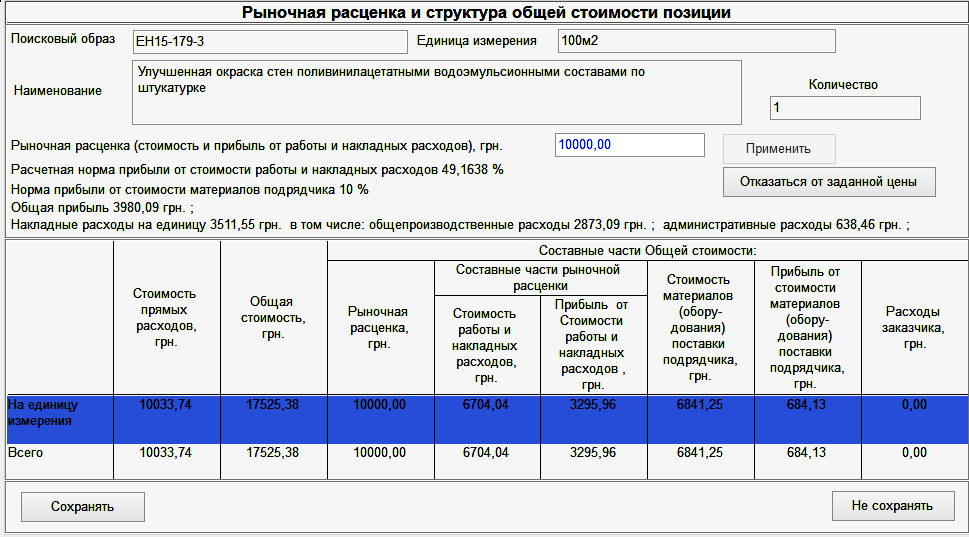 Рыночная расценка и структура общей стоимости позиции
Поисковый образ ЕН15-179-3 Единица измерения 100м2
Наименование
Улучшенная окраска стен поливинилацетатными водоэмульсионными составами по
штукатурке
Количество
1
Рыночная расценка (стоимость и прибыль от работы и накладных расходов), грн. 10000,00 Применить
Расчетная норма прибыли от стоимости работы и накладных расходов 49,1638 %
Отказаться от заданной цены
Норма прибыли от стоимости материалов подрядчика 10 %
Общая прибыль 3980,09 грн. ;
Накладные расходы на единицу 3511,55 грн. в том числе: общепроизводственные расходы 2873,09 грн. ; административные расходы 638,46 грн. ;
Стоимость
прямых
расходов,
грн.
Общая
стоимость,
грн.
Составные части Общей стоимости:
Рыночная
расценка,
грн.
Составные части рыночной
расценки
Стоимость
работы и
накладных
расходов,
грн.
Прибыль от
Стоимости
работы и
накладных
расходов ,
грн.
Стоимость
материалов
(обору-
дования)
поставки
подрядчика,
грн.
Прибыль от
стоимости
материалов
(обору-
дования)
поставки
подрядчика,
грн.
Расходы
заказчика,
грн.
На единицу
измерения
10033,74 17525,38 10000,00 6704,04 3295,96 6841,25 684,13 0,00
Всего 10033,74 17525,38 10000,00 6704,04 3295,96 6841,25 684,13 0,00
Сохранять Не сохранять